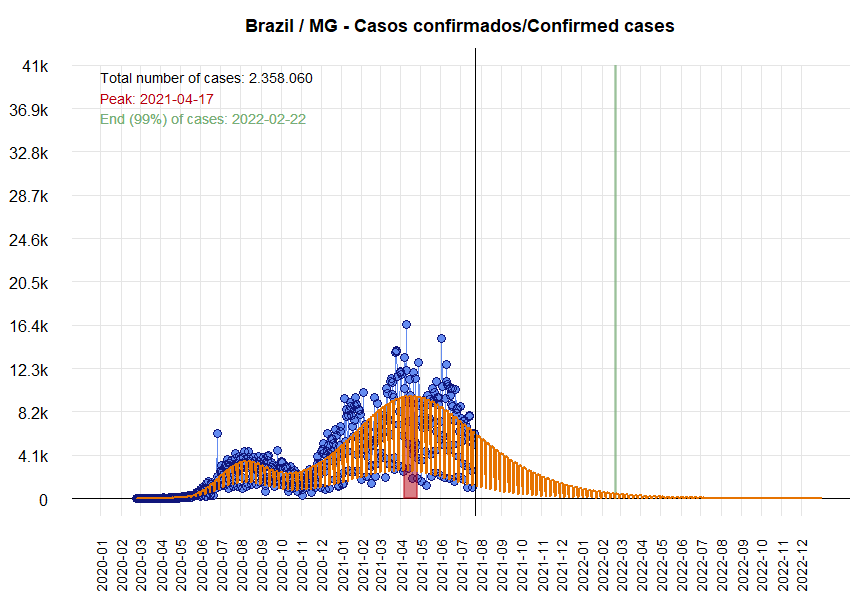 Brazil / MG - Casos confirmados/Confirmed cases
41k
Total number of cases: 2.358.060
Peak: 2021-04-17
End (99%) of cases: 2022-02-22
36.9k
32.8k
28.7k
24.6k
20.5k
16.4k
12.3k
8.2k
4.1k
0
2020-01
2020-02
2020-03
2020-04
2020-05
2020-06
2020-07
2020-08
2020-09
2020-10
2020-11
2020-12
2021-01
2021-02
2021-03
2021-04
2021-05
2021-06
2021-07
2021-08
2021-09
2021-10
2021-11
2021-12
2022-01
2022-02
2022-03
2022-04
2022-05
2022-06
2022-07
2022-08
2022-09
2022-10
2022-11
2022-12